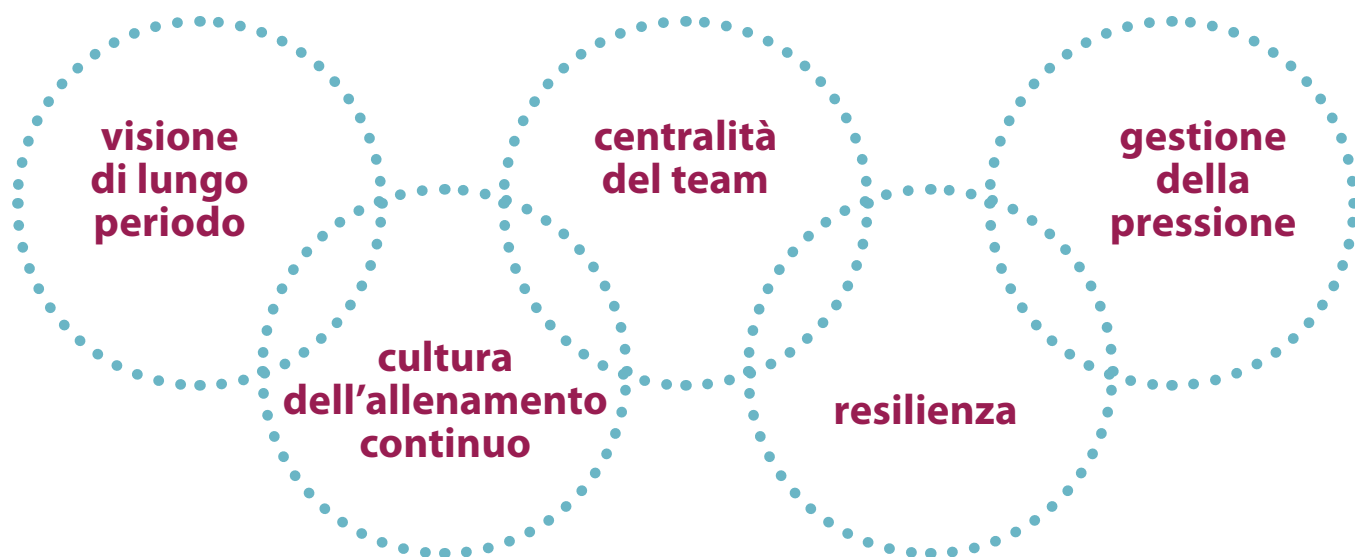 visione
di lungo
periodo
cultura
dell’allenamento
continuo
centralità
del team
resilienza
gestione
della
pressione